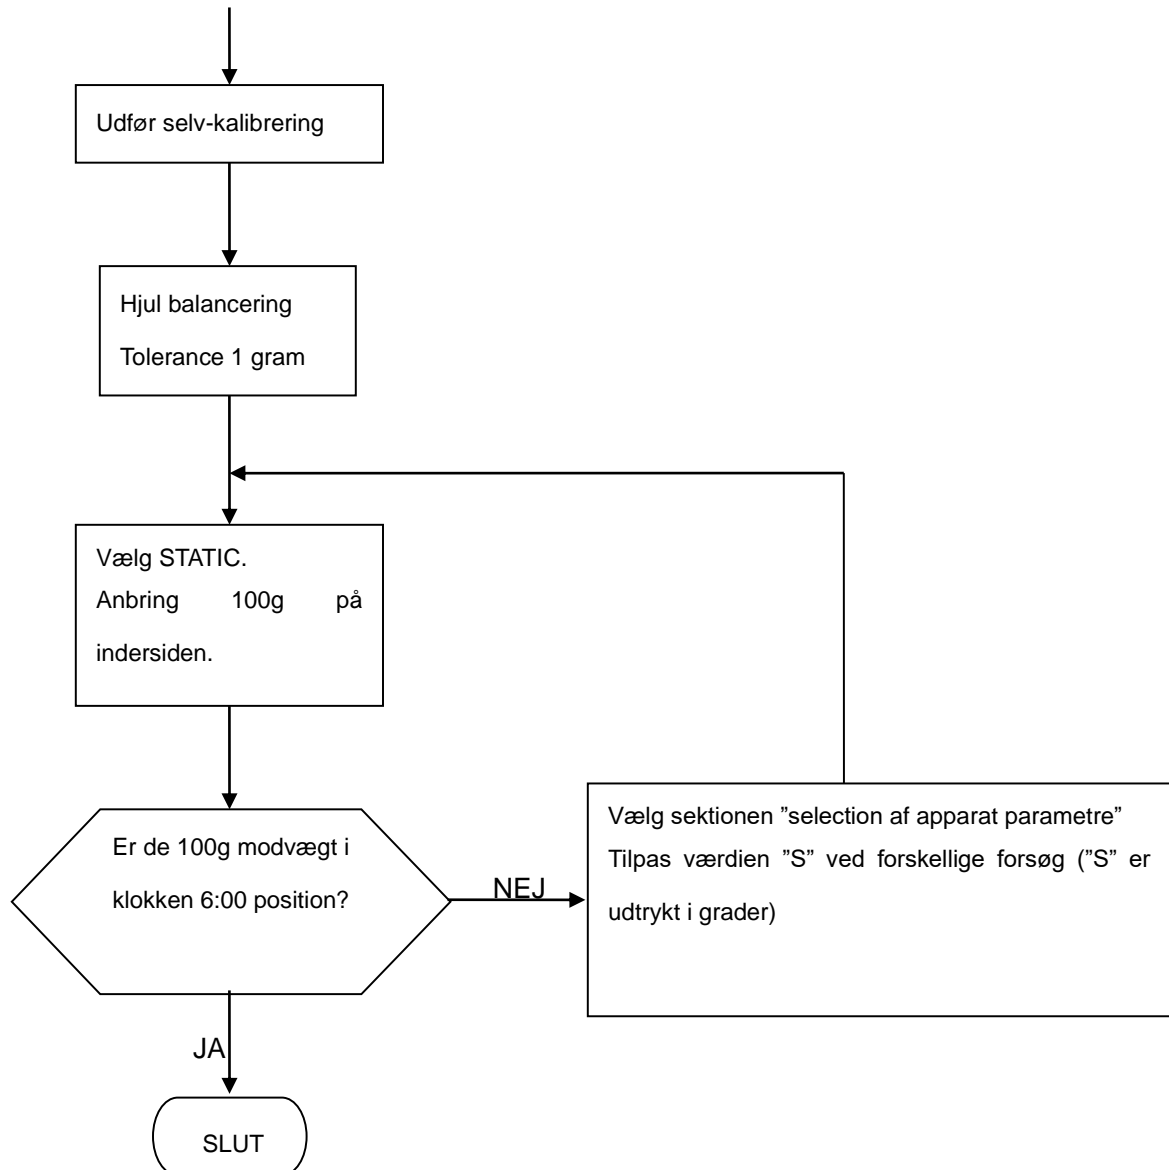 Udfør selv-kalibrering
Hjul balancering
Tolerance 1 gram
Vælg STATIC.
Anbring 100g på
indersiden.
Er de 100g modvægt i
klokken 6:00 position?
NEJ
Vælg sektionen ”selection af apparat parametre”
Tilpas værdien ”S” ved forskellige forsøg (”S” er
udtrykt i grader)
JA
SLUT